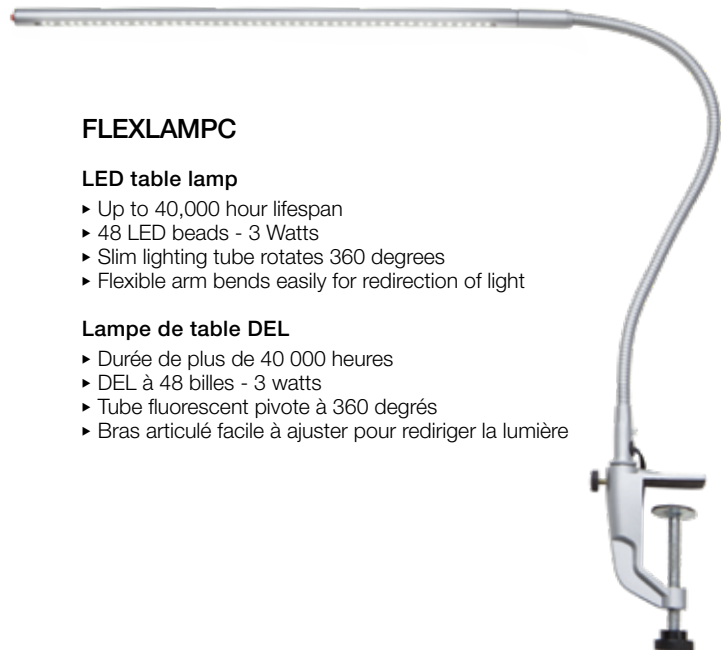 FLEXLAMPC
LED table lamp
▸ Up to 40,000 hour lifespan
▸ 48 LED beads - 3 Watts
▸ Slim lighting tube rotates 360 degrees
▸ Flexible arm bends easily for redirection of light
Lampe de table DEL
▸ Durée de plus de 40 000 heures
▸ DEL à 48 billes - 3 watts
▸ Tube fluorescent pivote à 360 degrés
▸ Bras articulé facile à ajuster pour rediriger la lumière